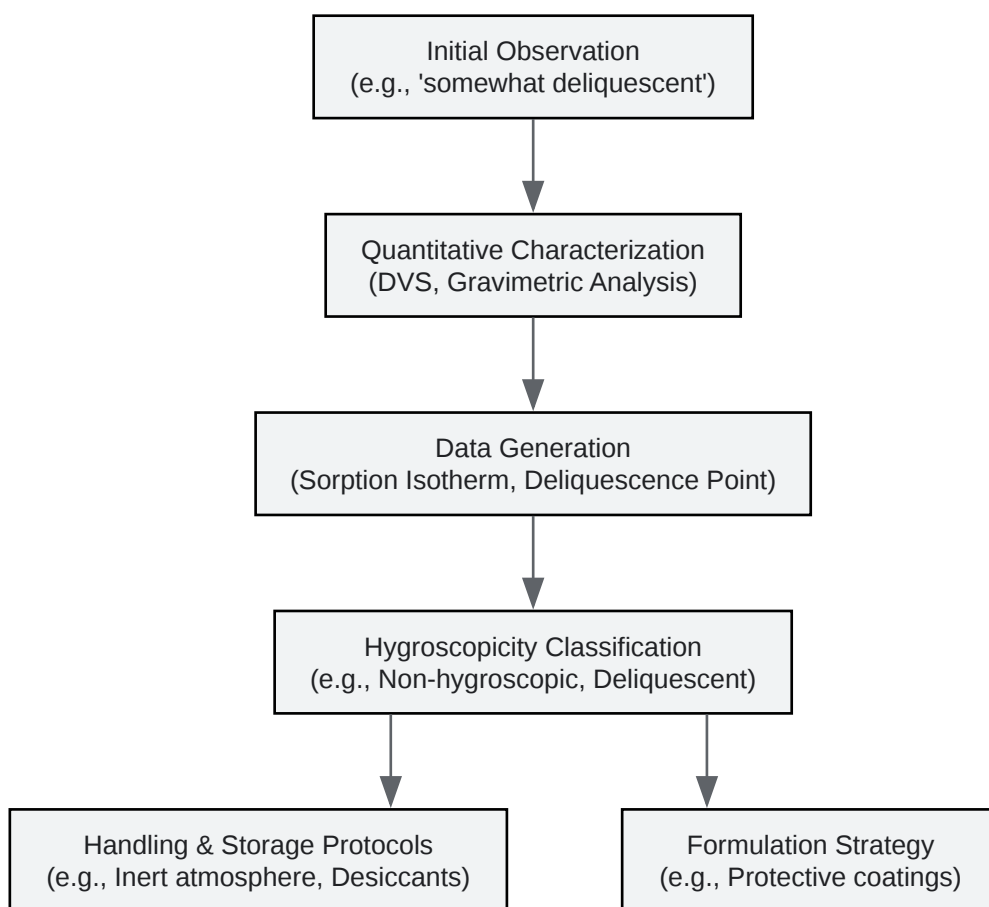 Initial Observation
(e.g., 'somewhat deliquescent')
Quantitative Characterization
(DVS, Gravimetric Analysis)
Data Generation
(Sorption Isotherm, Deliquescence Point)
Hygroscopicity Classification
(e.g., Non-hygroscopic, Deliquescent)
Handling & Storage Protocols
(e.g., Inert atmosphere, Desiccants)
Formulation Strategy
(e.g., Protective coatings)